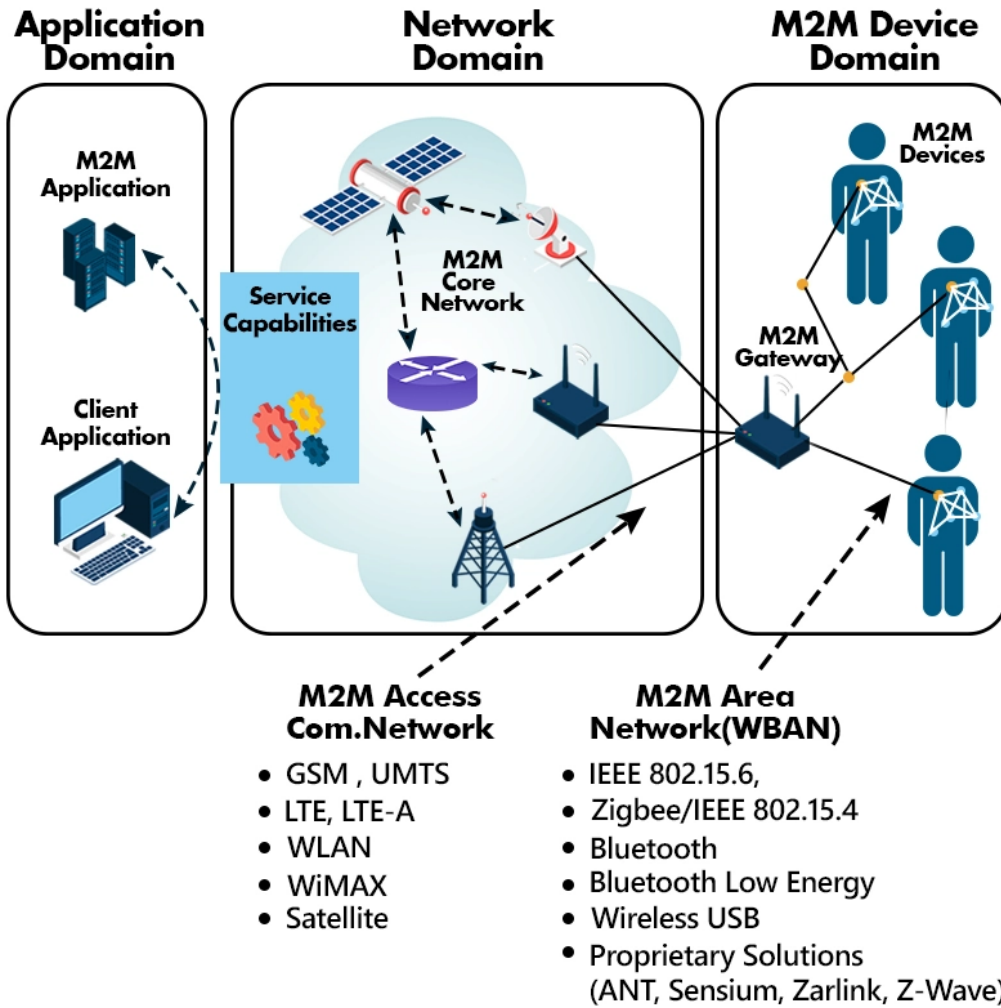 Application
Domain
Network
Domain
M2M Device
Domain
M2M
Application
Client
Application
Service
Capabilities
M2M
Core
Network
M2M
Gateway
M2M
Devices
M2M Access
Com.Network
• GSM , UMTS
• LTE, LTE-A
• WLAN
• WiMAX
• Satellite
M2M Area
Network(WBAN)
• IEEE 802.15.6,
• Zigbee/IEEE 802.15.4
• Bluetooth
• Bluetooth Low Energy
• Wireless USB
• Proprietary Solutions
(ANT, Sensium, Zarlink, Z-Wave)